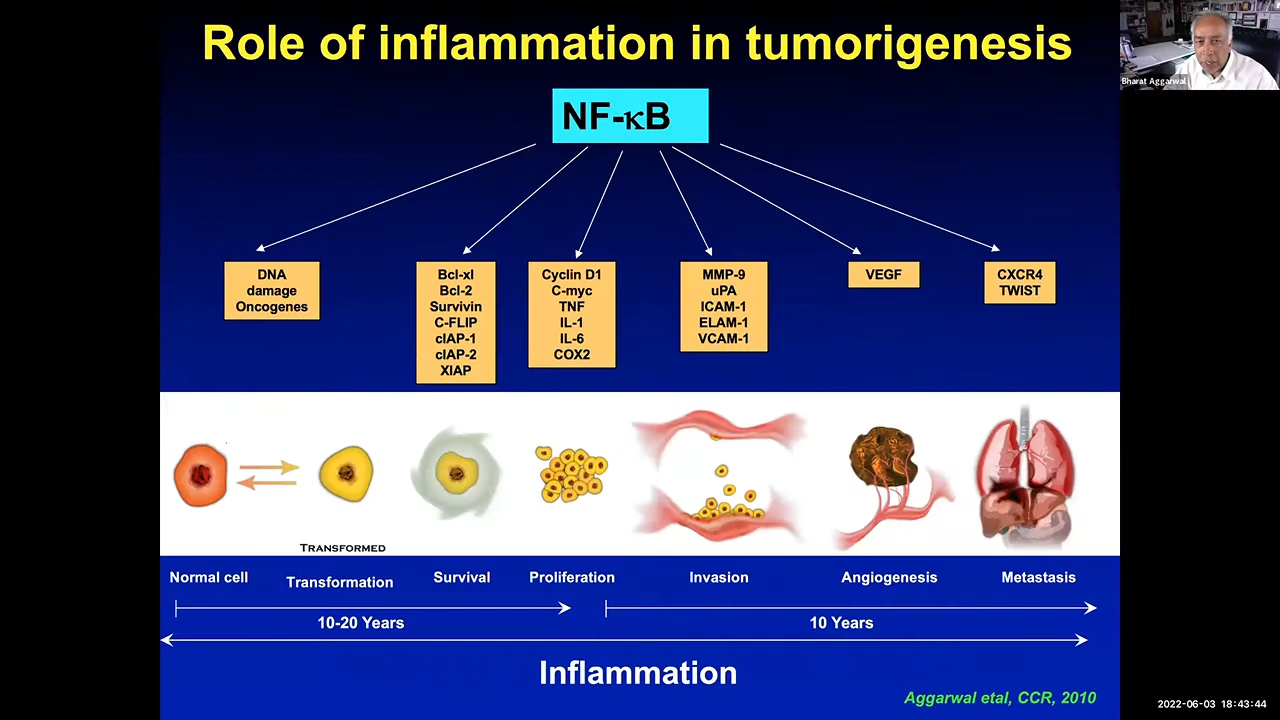 Role of inflammation in tumorigenesis
Bharat Aggarwal
NF-κB
DNA
damage
Oncogenes
Bcl-xl
Bcl-2
Survivin
C-FLIP
cIAP-1
cIAP-2
XIAP
Cyclin D1
C-myc
TNF
IL-1
IL-6
COX2
MMP-9
uPA
ICAM-1
ELAM-1
VCAM-1
VEGF
CXCR4
TWIST
TRANSFORMED
Normal cell
Transformation
Survival
Proliferation
Invasion
Angiogenesis
Metastasis
10-20 Years
10 Years
Inflammation
Aggarwal etal, CCR, 2010
2022-06-03 18:43:44